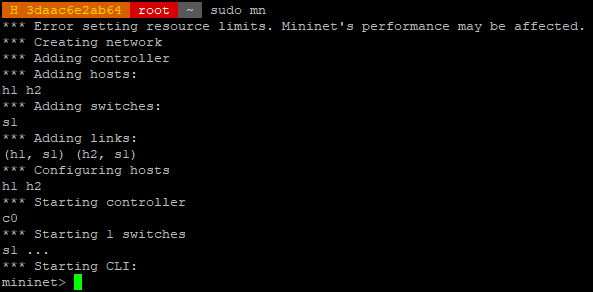 H 3daac6e2ab64 root ~ sudo mn
*** Error setting resource limits. Mininet's performance may be affected.
*** Creating network
*** Adding controller
*** Adding hosts:
h1 h2
*** Adding switches:
s1
*** Adding links:
(h1, s1) (h2, s1)
*** Configuring hosts
h1 h2
*** Starting controller
c0
*** Starting 1 switches
s1 ...
*** Starting CLI:
mininet>